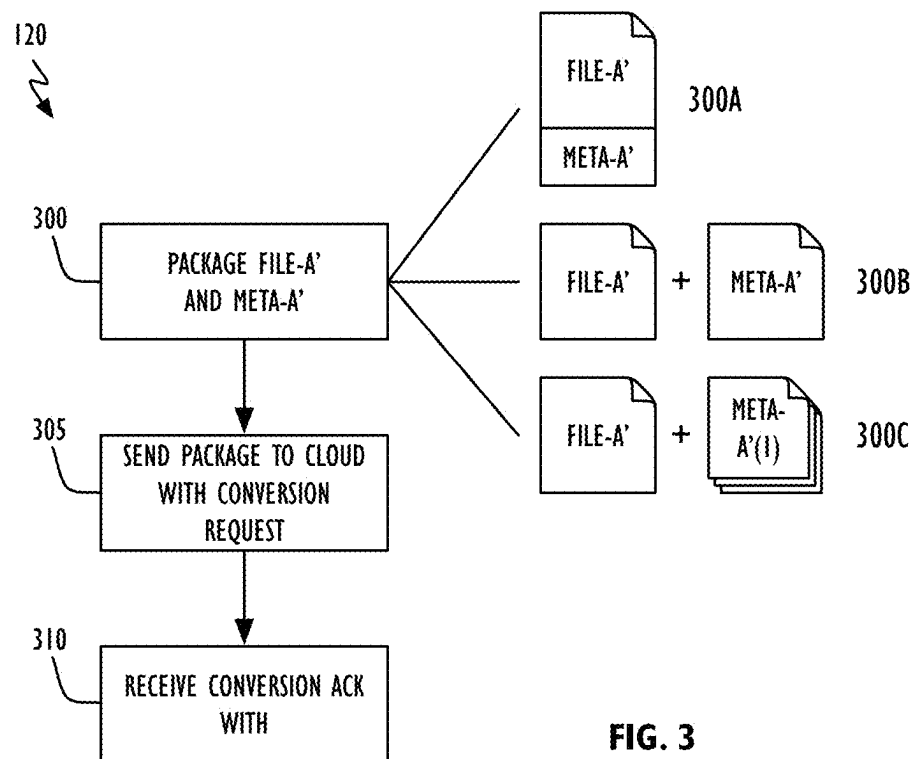 120
FILE-A'
300A
META-A'
300
PACKAGE FILE-A'
AND META-A'
FILE-A' + META-A' 300B
305
SEND PACKAGE TO CLOUD
WITH CONVERSION
REQUEST
FILE-A' + META-
A'(1) 300C
310
RECEIVE CONVERSION ACK
WITH
FIG. 3